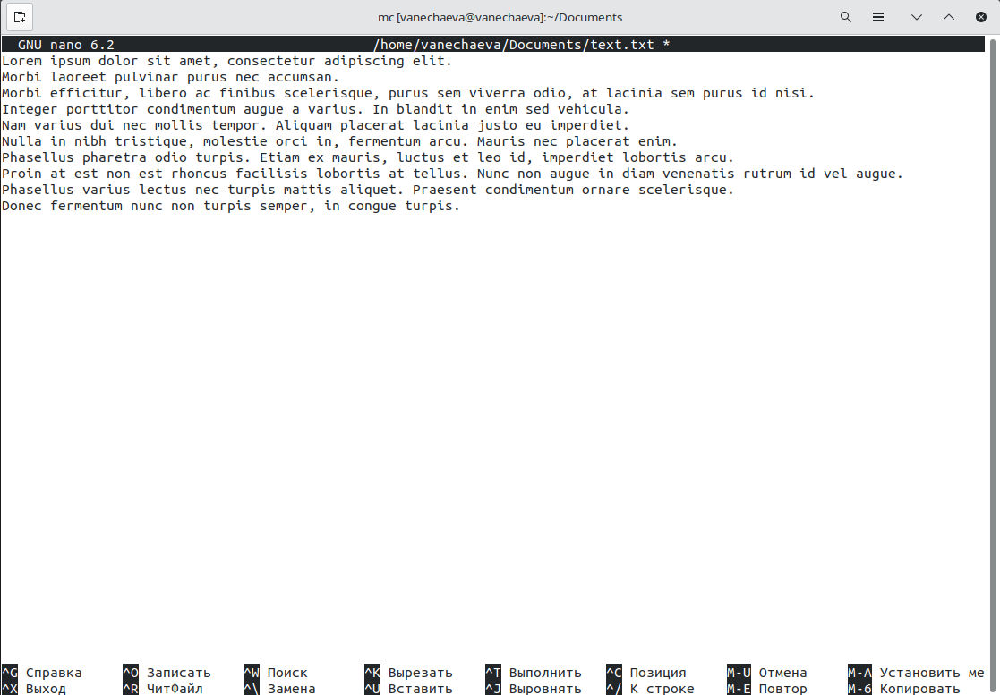 mc [vanechaeva@vanechaeva]:~/Documents
GNU nano 6.2 /home/vanechaeva/Documents/text.txt *
Lorem ipsum dolor sit amet, consectetur adipiscing elit.
Morbi laoreet pulvinar purus nec accumsan.
Morbi efficitur, libero ac finibus scelerisque, purus sem viverra odio, at lacinia sem purus id nisi.
Integer porttitor condimentum augue a varius. In blandit in enim sed vehicula.
Nam varius dui nec mollis tempor. Aliquam placerat lacinia justo eu imperdiet.
Nulla in nibh tristique, molestie orci in, fermentum arcu. Mauris nec placerat enim.
Phasellus pharetra odio turpis. Etiam ex mauris, luctus et leo id, imperdiet lobortis arcu.
Proin at est non est rhoncus facilisis lobortis at tellus. Nunc non augue in diam venenatis rutrum id vel augue.
Phasellus varius lectus nec turpis mattis aliquet. Praesent condimentum ornare scelerisque.
Donec fermentum nunc non turpis semper, in congue turpis.
^G Справка ^O Записать ^W Поиск ^K Вырезать ^T Выполнить ^C Позиция M-U Отмена M-A Установить ме
^X Выход ^R ЧитФайл ^\ Замена ^U Вставить ^J Выровнять ^/ К строке M-E Повтор M-6 Копировать